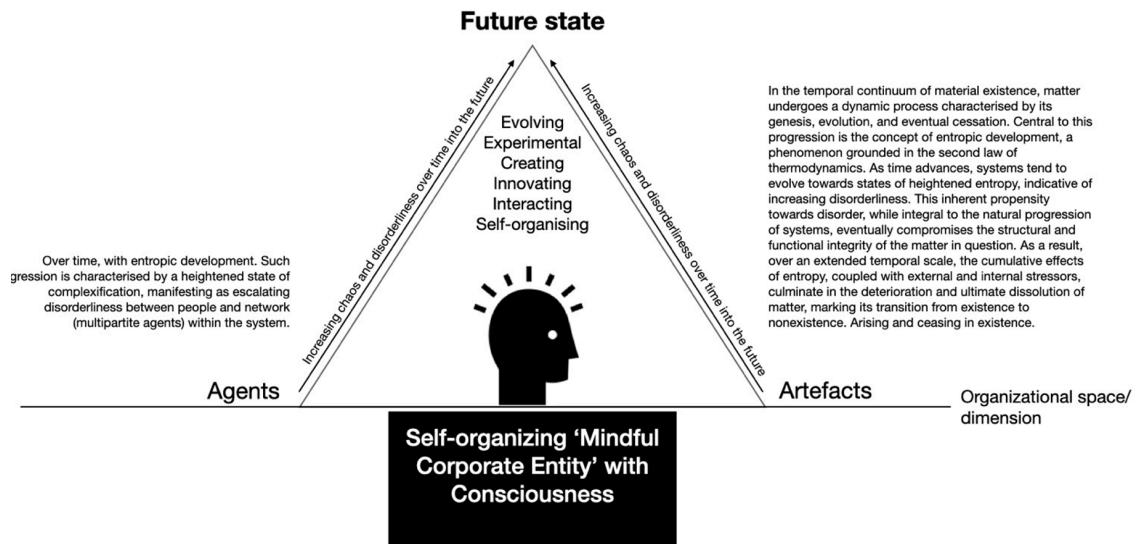 Future state
Increasing chaos and disorderliness over time into the future
Increasing chaos and disorderliness over time into the future
Evolving
Experimental
Creating
Innovating
Interacting
Self-organising
Over time, with entropic development. Such
gression is characterised by a heightened state of
complexification, manifesting as escalating
disorderliness between people and network
(multipartite agents) within the system.
In the temporal continuum of material existence, matter
undergoes a dynamic process characterised by its
genesis, evolution, and eventual cessation. Central to this
progression is the concept of entropic development, a
phenomenon grounded in the second law of
thermodynamics. As time advances, systems tend to
evolve towards states of heightened entropy, indicative of
increasing disorderliness. This inherent propensity
towards disorder, while integral to the natural progression
of systems, eventually compromises the structural and
functional integrity of the matter in question. As a result,
over an extended temporal scale, the cumulative effects
of entropy, coupled with external and internal stressors,
culminate in the deterioration and ultimate dissolution of
matter, marking its transition from existence to
nonexistence. Arising and ceasing in existence.
Agents
Artefacts
Organizational space/
dimension
Self-organizing ‘Mindful
Corporate Entity’ with
Consciousness